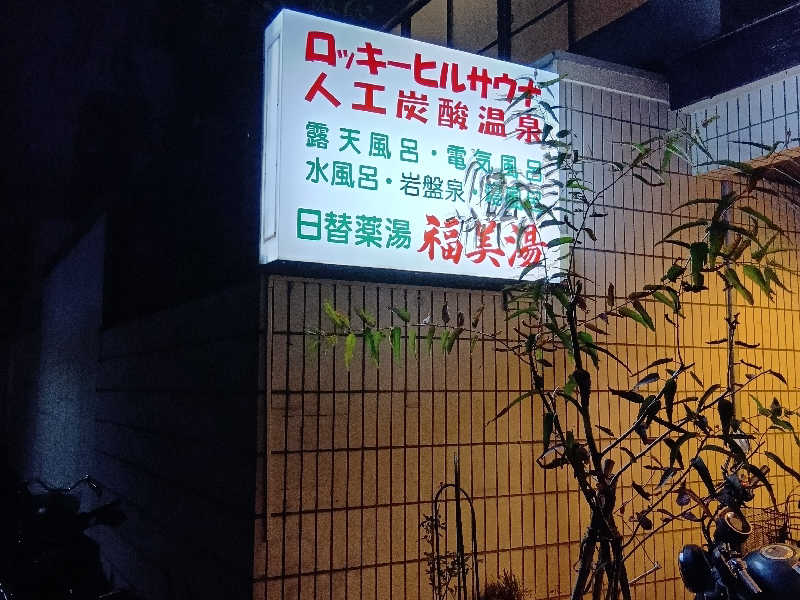 ロッキーヒルサウナ
人工炭酸温泉
露天風呂・電気風呂
水風呂・岩盤泉・
日替薬湯 福美湯